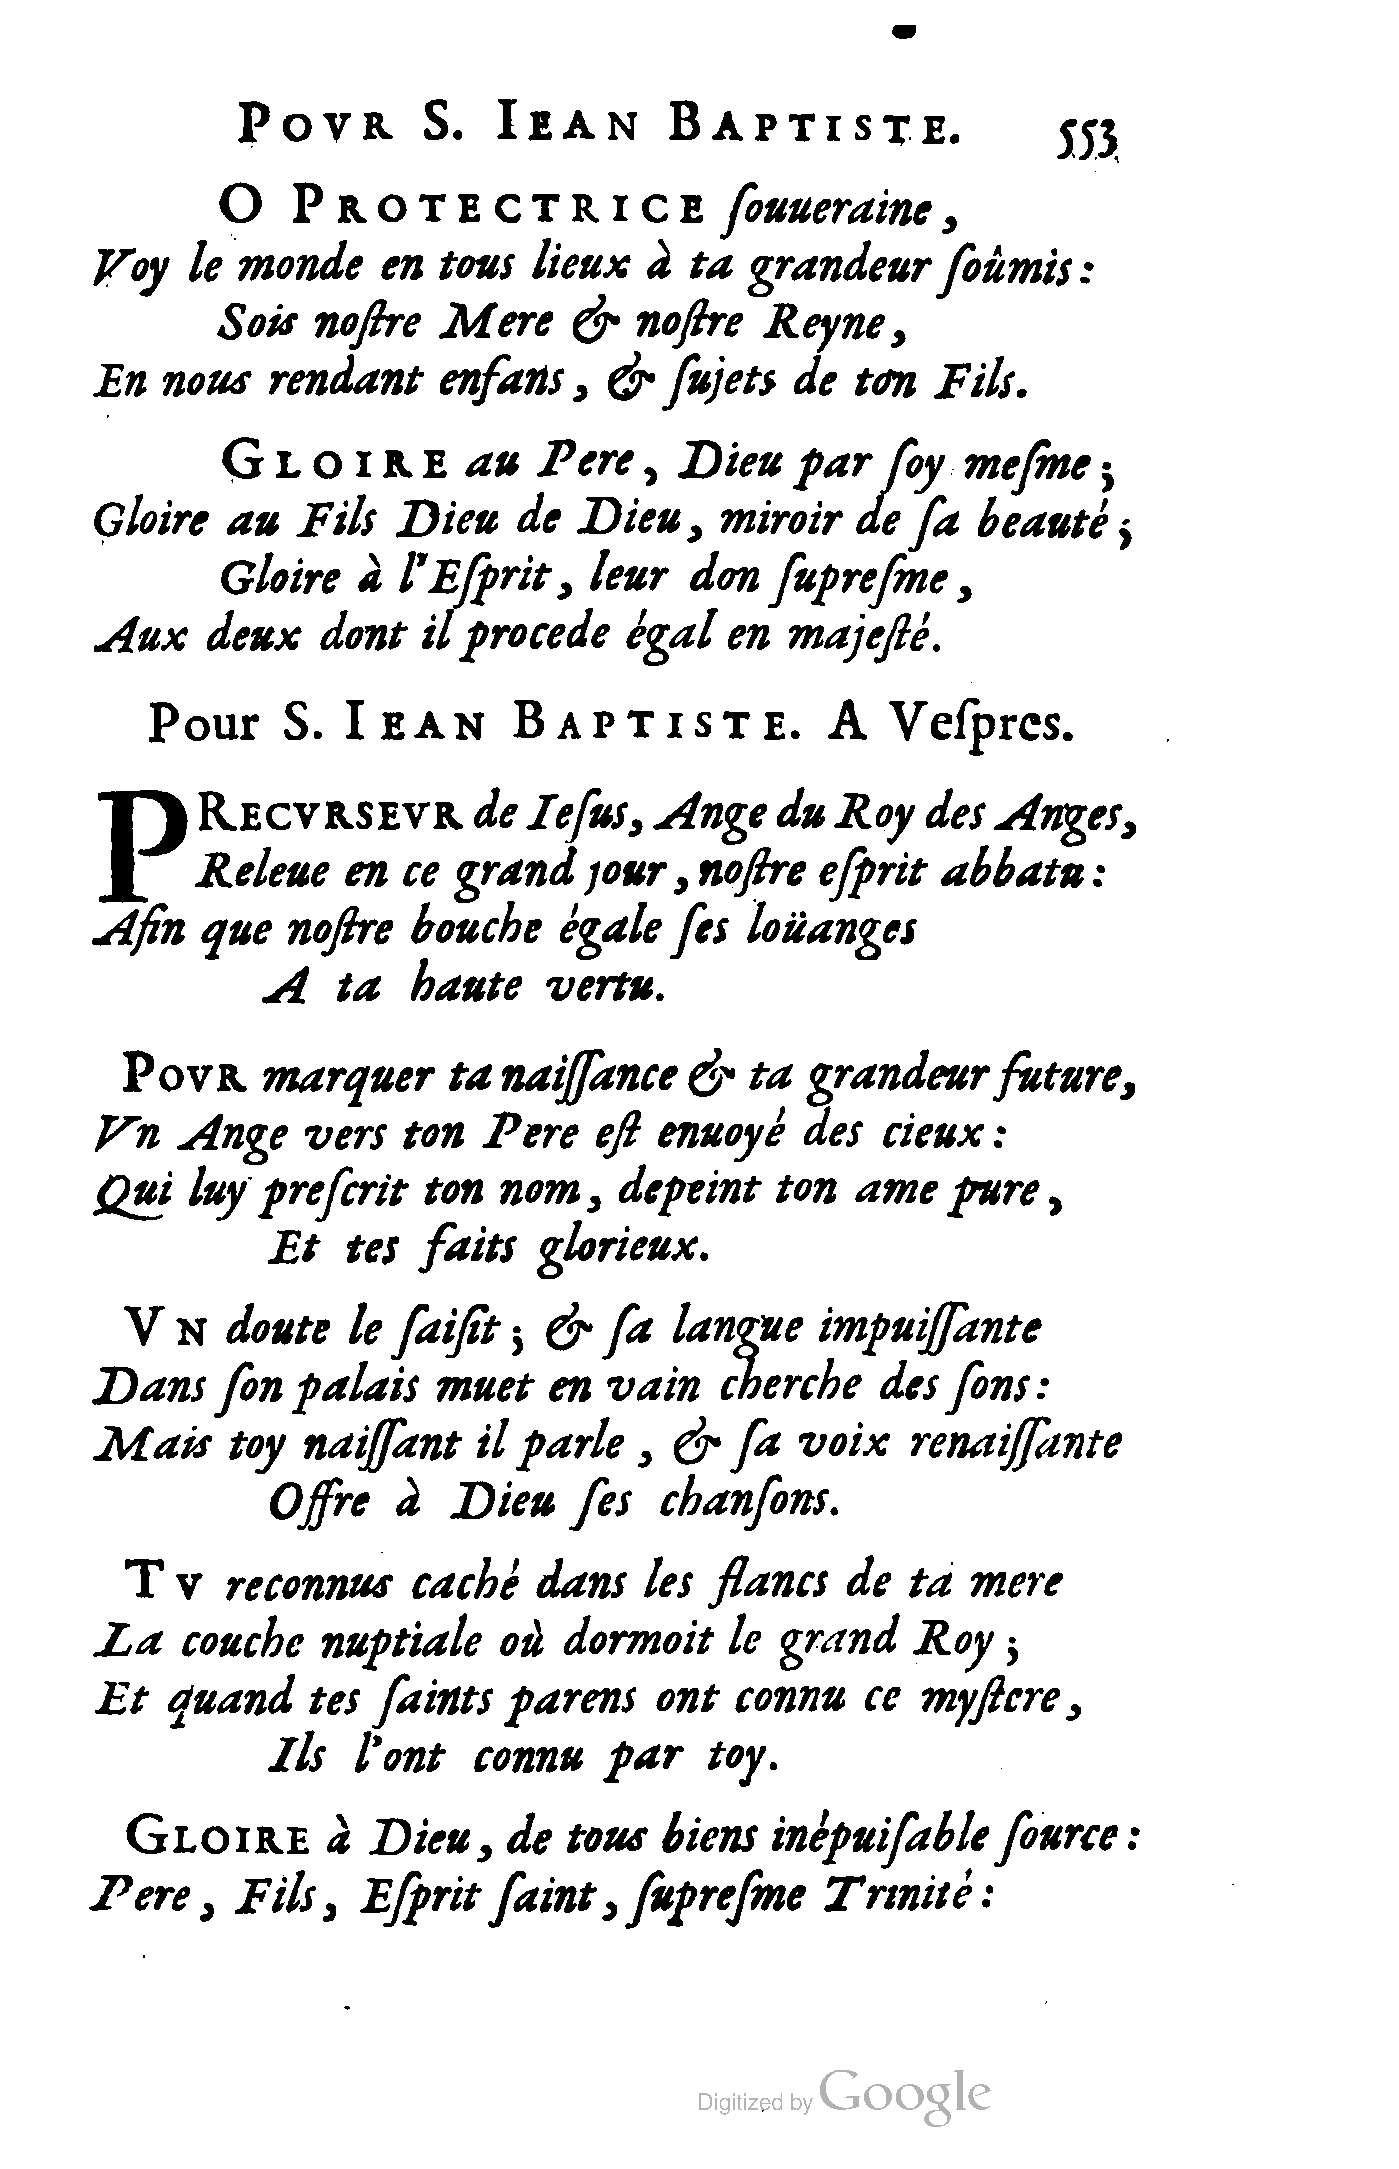 POVR S. IEAN BAPTISTE. 553
O PROTECTRICE ſouueraine,
Voy le monde en tous lieux à ta grandeur ſoûmis:
Sois noſtre Mere & noſtre Reyne,
En nous rendant enfans, & ſujets de ton Fils.
GLOIRE au Pere, Dieu par ſoy meſme;
Gloire au Fils Dieu de Dieu, miroir de ſa beauté;
Gloire à l'Eſprit, leur don ſupreſme,
Aux deux dont il procede égal en majeſté.
Pour S. IEAN BAPTISTE. A Veſpres.
PRECVRSEVR de Ieſus, Ange du Roy des Anges,
Releue en ce grand jour, noſtre eſprit abbatu:
Afin que noſtre bouche égale ſes loüanges
A ta haute vertu.
POVR marquer ta naiſſance & ta grandeur future,
Vn Ange vers ton Pere eſt enuoyé des cieux:
Qui luy preſcrit ton nom, depeint ton ame pure,
Et tes faits glorieux.
VN doute le ſaiſit; & ſa langue impuiſſante
Dans ſon palais muet en vain cherche des ſons:
Mais toy naiſſant il parle, & ſa voix renaiſſante
Offre à Dieu ſes chanſons.
TV reconnus caché dans les flancs de ta mere
La couche nuptiale où dormoit le grand Roy;
Et quand tes ſaints parens ont connu ce myſtere,
Ils l'ont connu par toy.
GLOIRE à Dieu, de tous biens inépuiſable ſource:
Pere, Fils, Eſprit ſaint, ſupreſme Trinité:
Digitized by Google